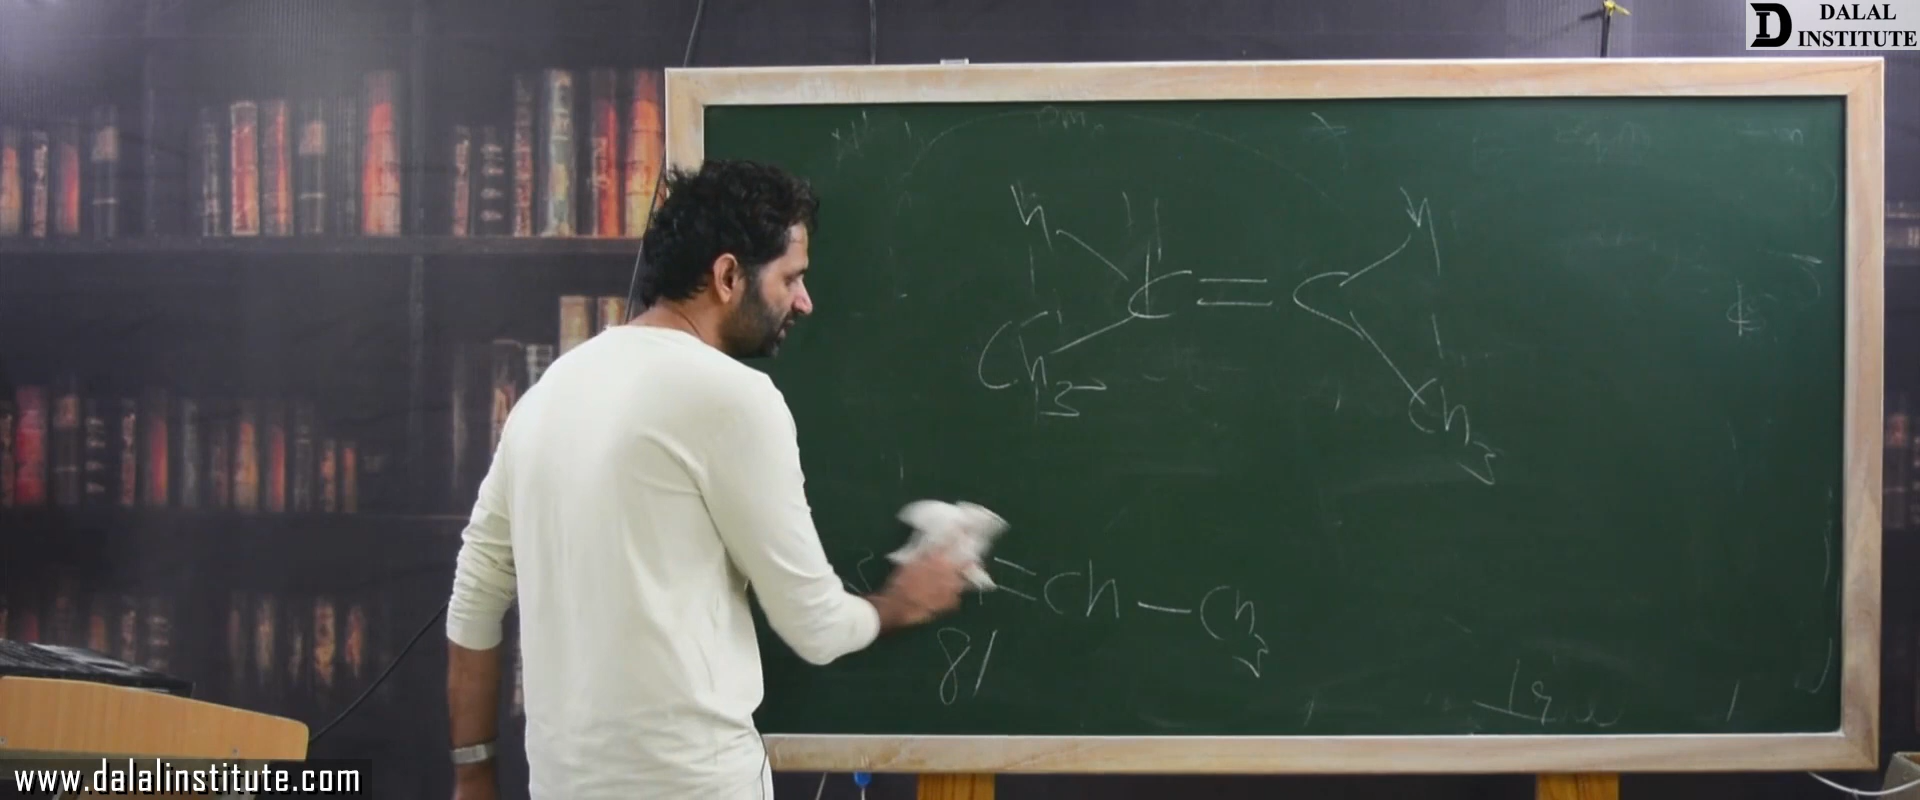 DALAL
INSTITUTE
h h
C = C
Ch3 Ch3
= Ch - Ch3
81
www.dalalinstitute.com